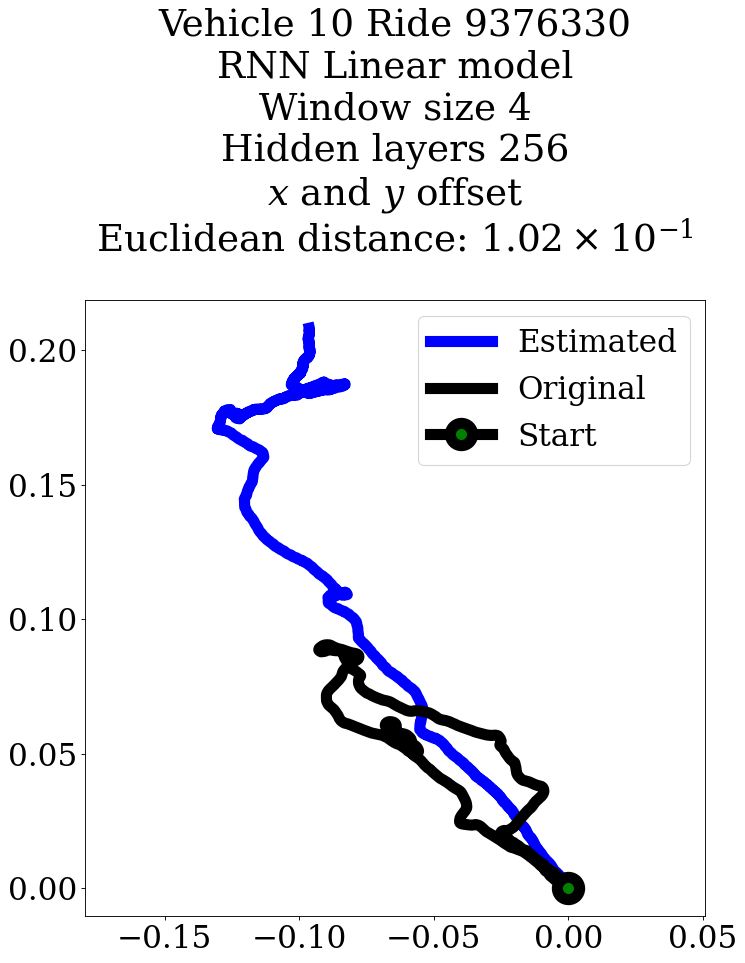 Vehicle 10 Ride 9376330
RNN Linear model
Window size 4
Hidden layers 256
x and y offset
Euclidean distance: 1.02 × 10⁻¹
Estimated
Original
Start
0.20
0.15
0.10
0.05
0.00
−0.15 −0.10 −0.05 0.00 0.05